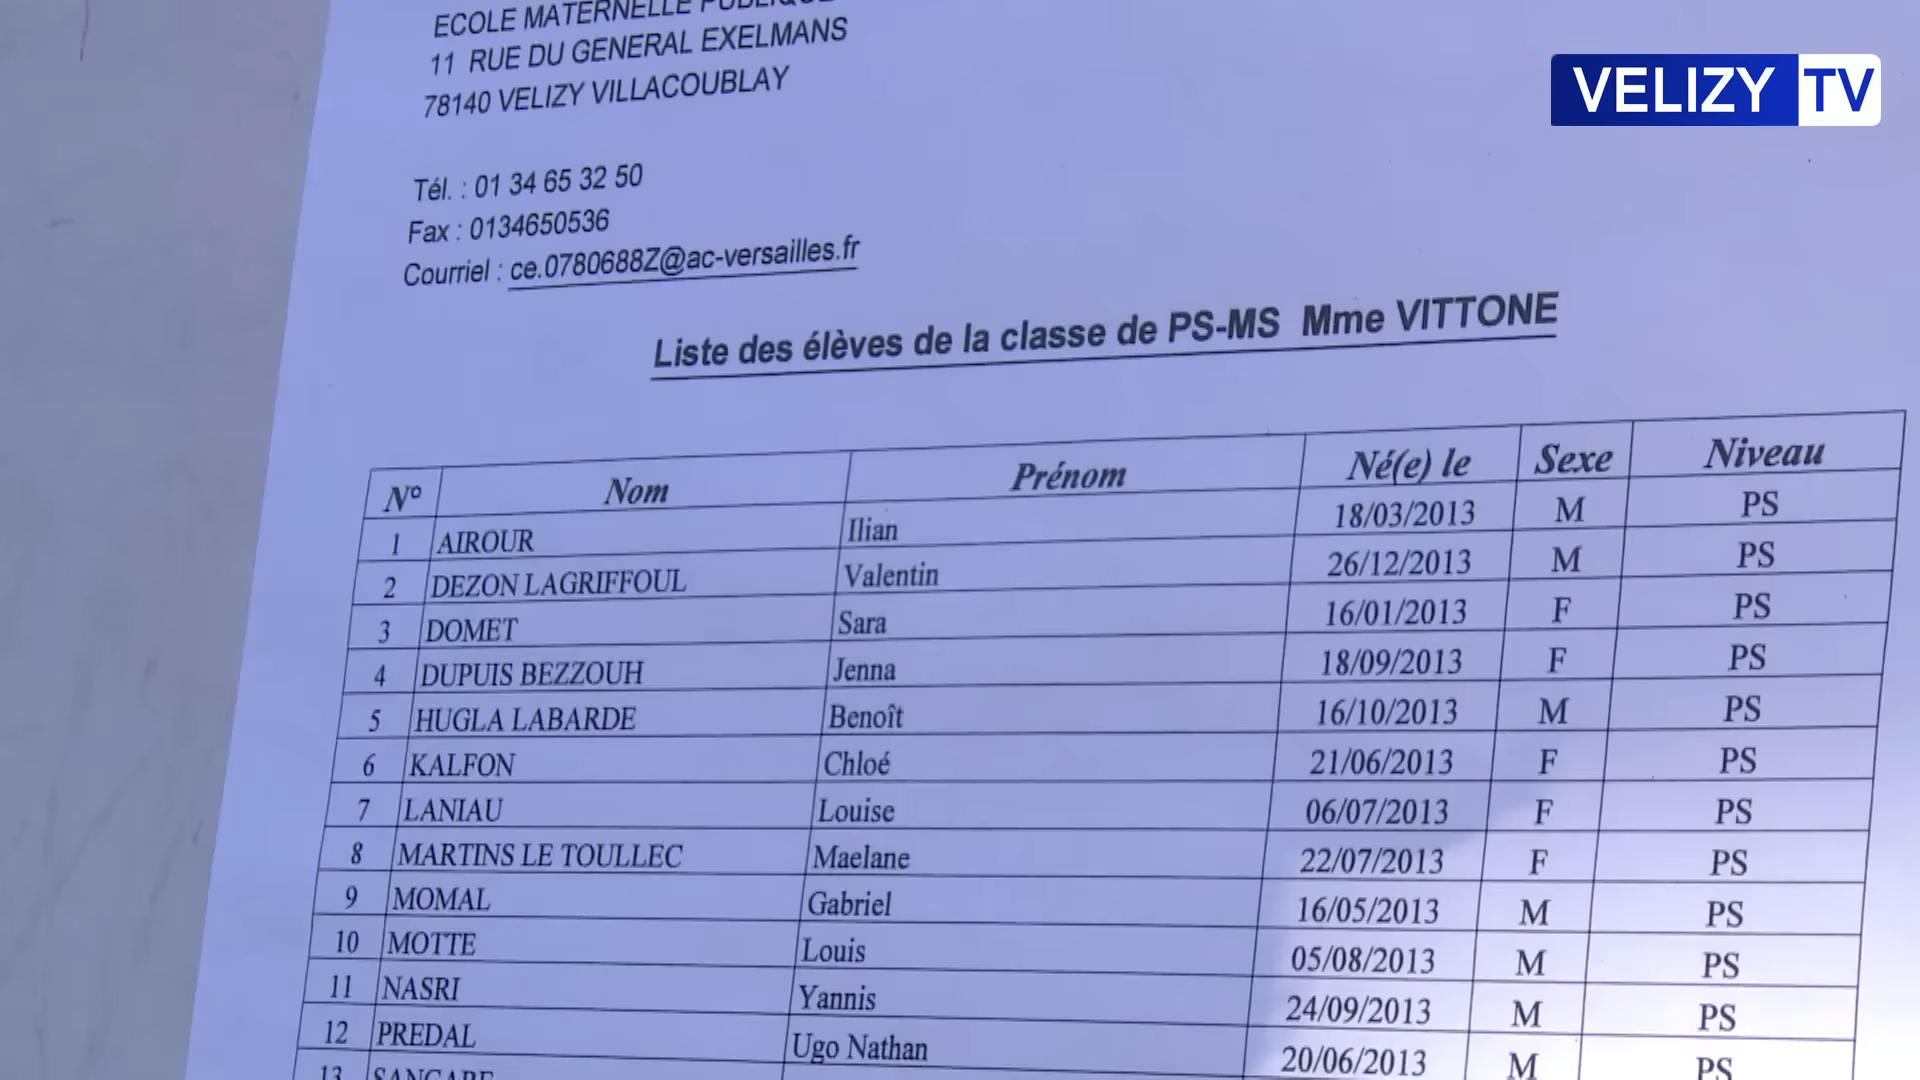 ECOLE MATERNELLE PUBLIQUE
11 RUE DU GENERAL EXELMANS
78140 VELIZY VILLACOUBLAY
VELIZY TV
Tél. : 01 34 65 32 50
Fax : 0134650536
Courriel : ce.0780688Z@ac-versailles.fr
Liste des élèves de la classe de PS-MS Mme VITTONE
N° Nom Prénom Né(e) le Sexe Niveau
1 AIROUR Ilian 18/03/2013 M PS
2 DEZON LAGRIFFOUL Valentin 26/12/2013 M PS
3 DOMET Sara 16/01/2013 F PS
4 DUPUIS BEZZOUH Jenna 18/09/2013 F PS
5 HUGLA LABARDE Benoît 16/10/2013 M PS
6 KALFON Chloé 21/06/2013 F PS
7 LANIAU Louise 06/07/2013 F PS
8 MARTINS LE TOULLEC Maelane 22/07/2013 F PS
9 MOMAL Gabriel 16/05/2013 M PS
10 MOTTE Louis 05/08/2013 M PS
11 NASRI Yannis 24/09/2013 M PS
12 PREDAL Ugo Nathan 20/06/2013 M PS
13